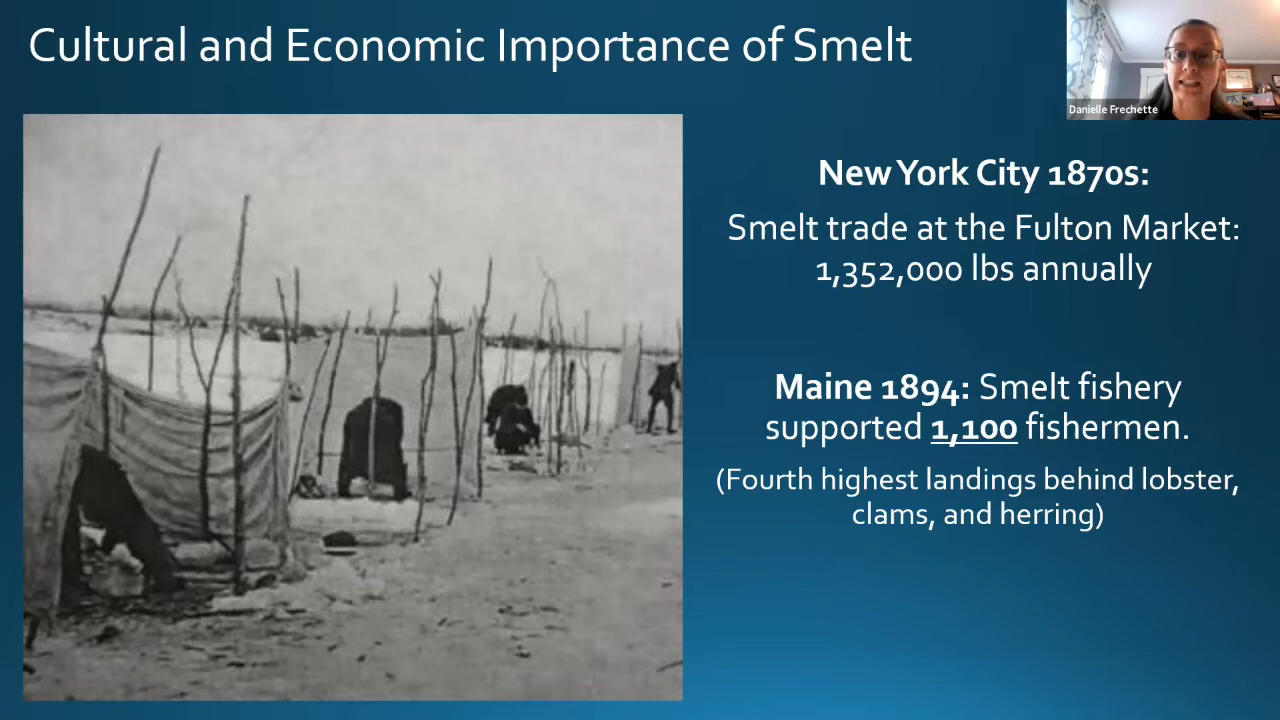 Cultural and Economic Importance of Smelt
Danielle Frechette
New York City 1870s:
Smelt trade at the Fulton Market:
1,352,000 lbs annually
Maine 1894: Smelt fishery
supported 1,100 fishermen.
(Fourth highest landings behind lobster,
clams, and herring)